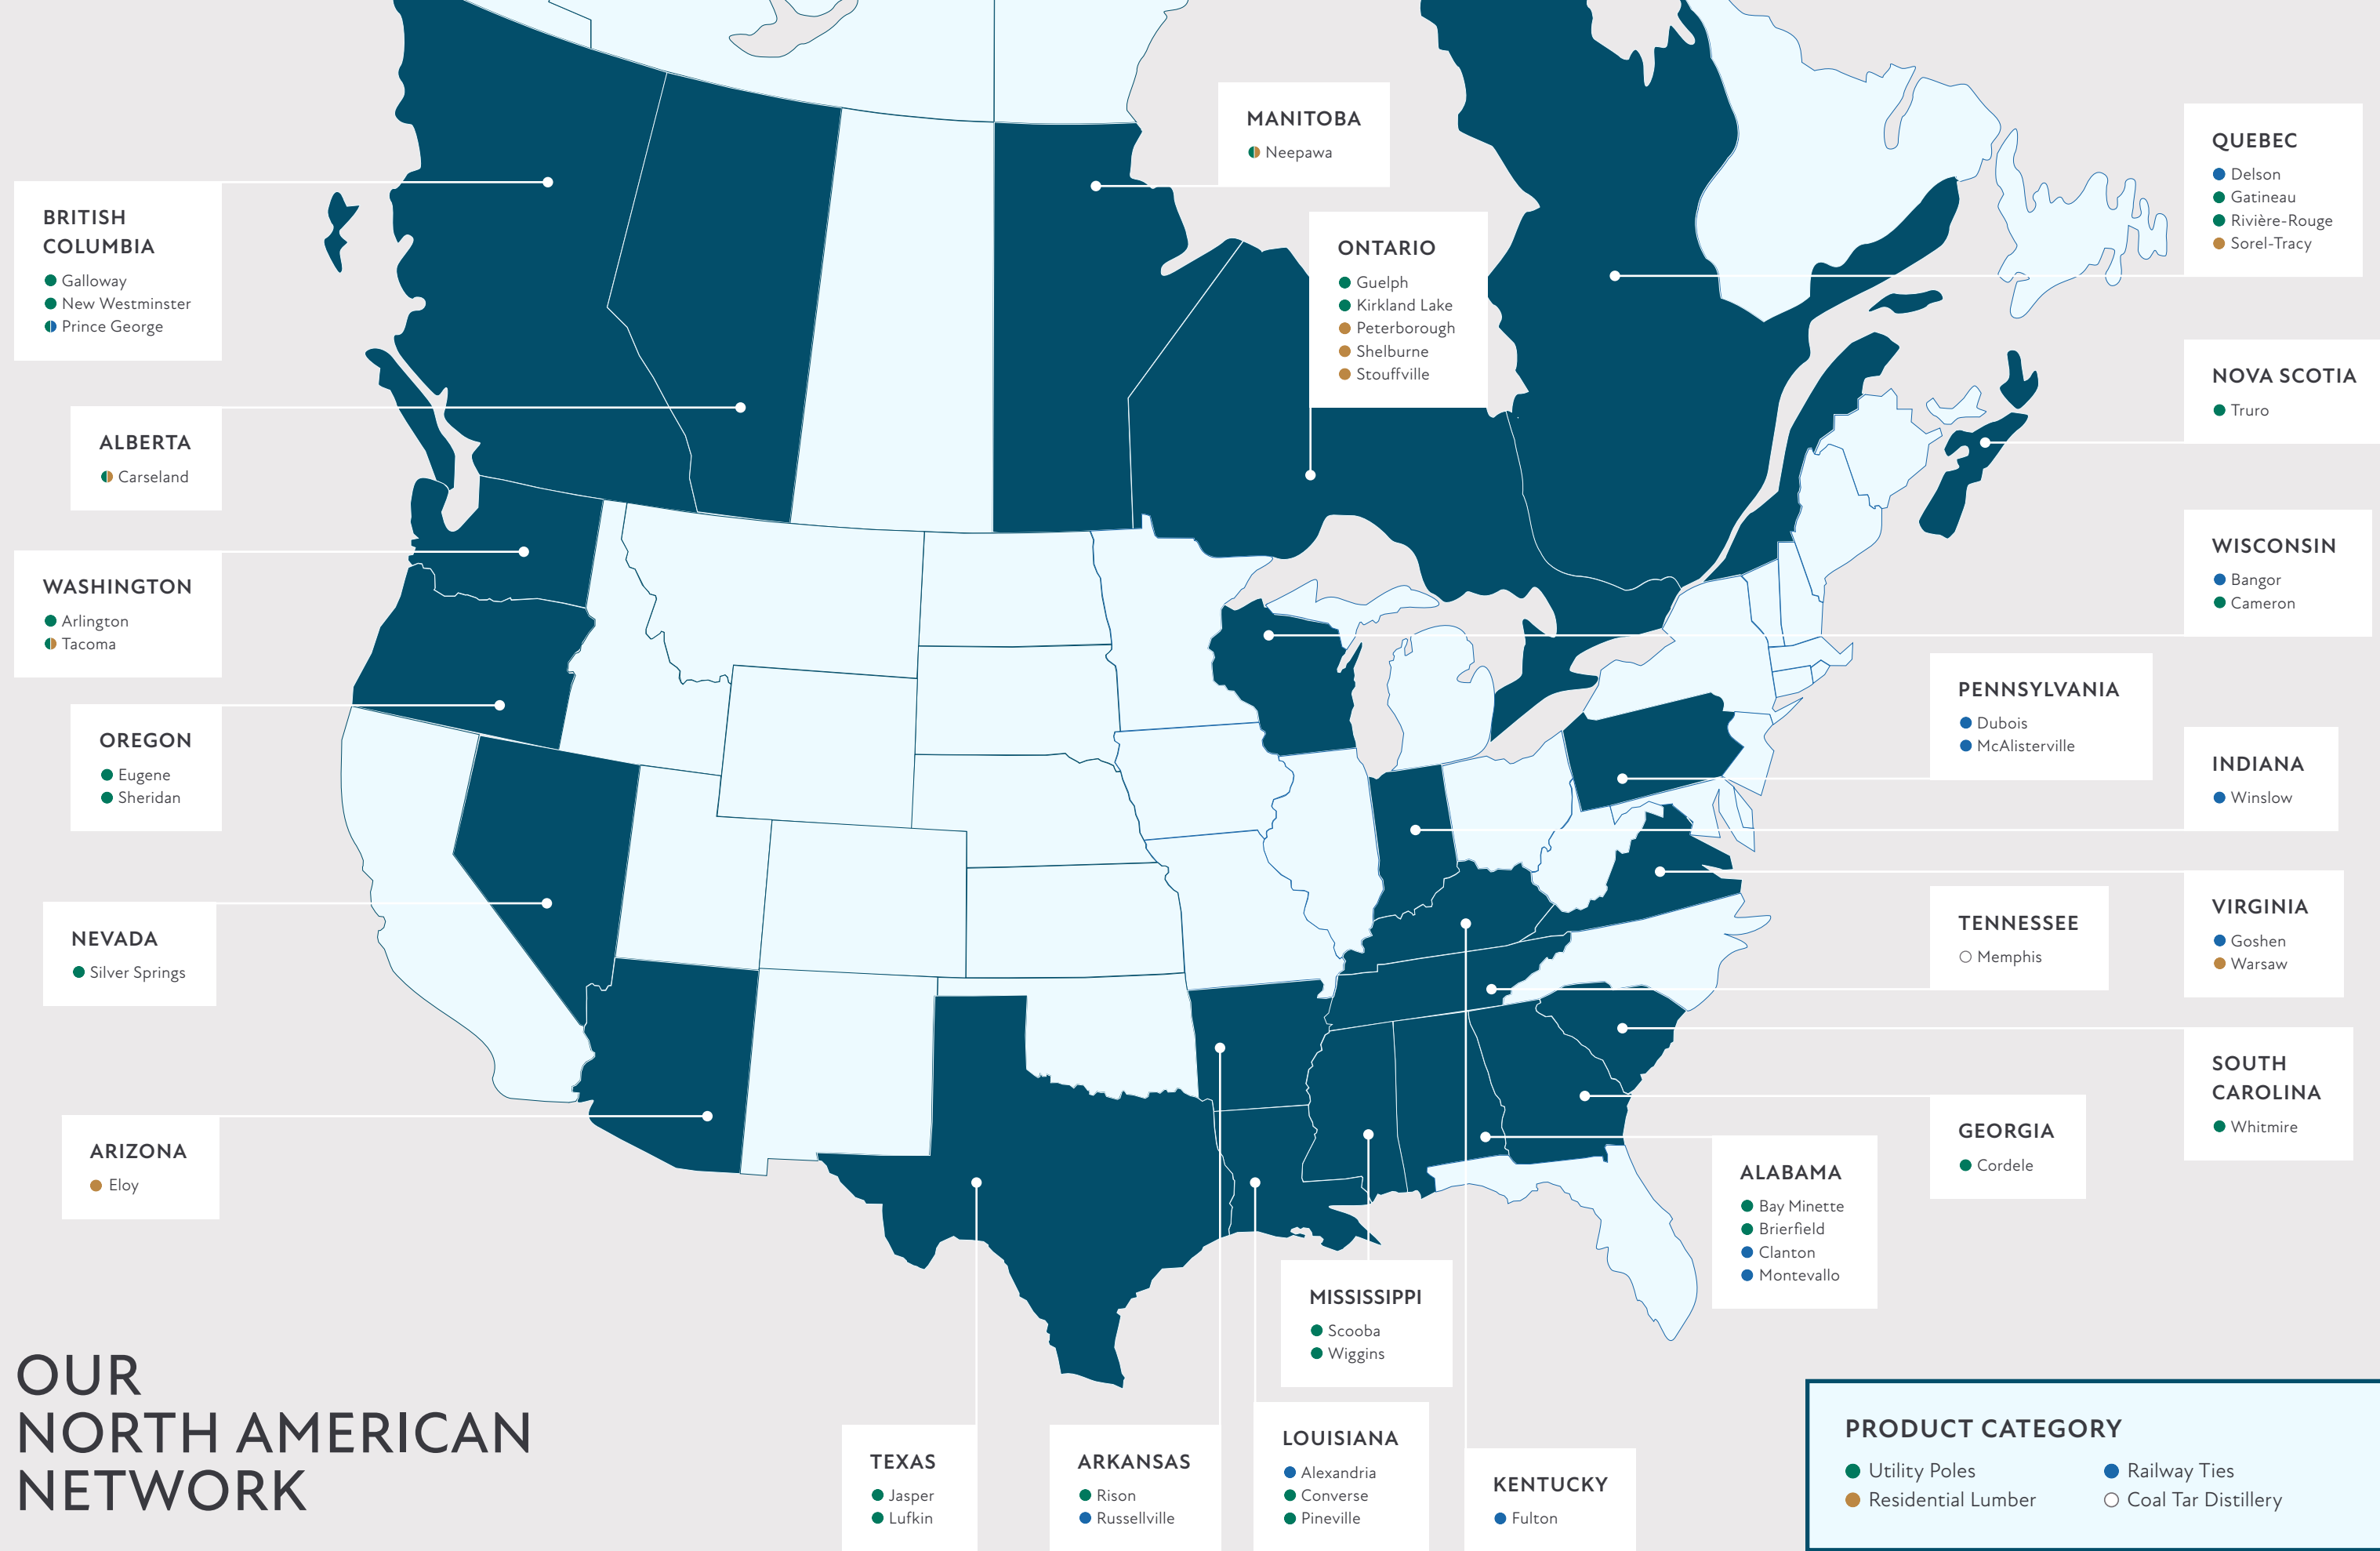 MANITOBA
Neepawa
QUEBEC
Delson
Gatineau
Rivière-Rouge
Sorel-Tracy
BRITISH
COLUMBIA
Galloway
New Westminster
Prince George
ONTARIO
Guelph
Kirkland Lake
Peterborough
Shelburne
Stouffville
NOVA SCOTIA
Truro
ALBERTA
Carseland
WISCONSIN
Bangor
Cameron
WASHINGTON
Arlington
Tacoma
PENNSYLVANIA
Dubois
McAlisterville
OREGON
Eugene
Sheridan
INDIANA
Winslow
NEVADA
Silver Springs
TENNESSEE
Memphis
VIRGINIA
Goshen
Warsaw
SOUTH
CAROLINA
Whitmire
ARIZONA
Eloy
GEORGIA
Cordele
ALABAMA
Bay Minette
Brierfield
Clanton
Montevallo
MISSISSIPPI
Scooba
Wiggins
OUR
NORTH AMERICAN
NETWORK
TEXAS
Jasper
Lufkin
ARKANSAS
Rison
Russellville
LOUISIANA
Alexandria
Converse
Pineville
KENTUCKY
Fulton
PRODUCT CATEGORY
Utility Poles
Railway Ties
Residential Lumber
Coal Tar Distillery